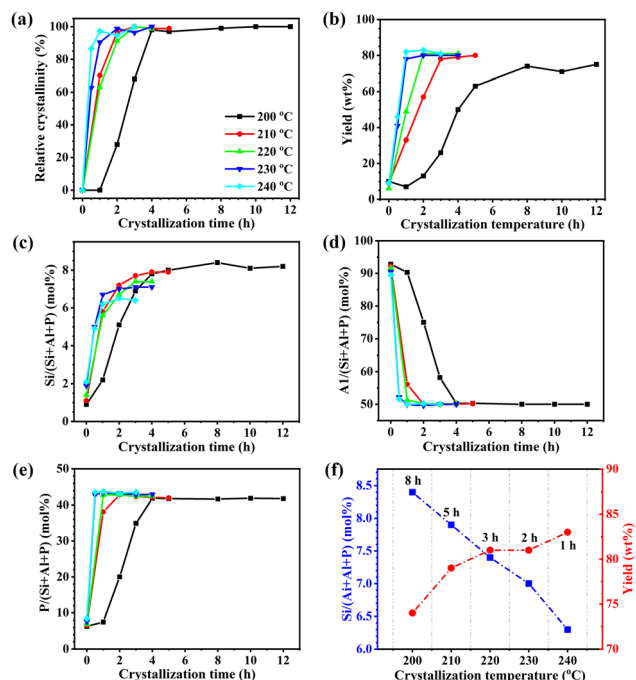 (a)
Relative crystallinity (%)
100
80
60
40
20
0
200 °C
210 °C
220 °C
230 °C
240 °C
0 2 4 6 8 10 12
Crystallization time (h)
(b)
Yield (wt%)
100
80
60
40
20
0
0 2 4 6 8 10 12
Crystallization temperature (h)
(c)
Si/(Si+Al+P) (mol%)
8
6
4
2
0
0 2 4 6 8 10 12
Crystallization time (h)
(d)
A1/(Si+Al+P) (mol%)
100
90
80
70
60
50
40
0 2 4 6 8 10 12
Crystallization time (h)
(e)
P/(Si+Al+P) (mol%)
50
40
30
20
10
0
0 2 4 6 8 10 12
Crystallization time (h)
(f)
Si/(Ai+Al+P) (mol%)
8.5
8.0
7.5
7.0
6.5
6.0
8 h
5 h
3 h
2 h
1 h
90
85
80
75
70
Yield (wt%)
200 210 220 230 240
Crystallization temperature (°C)